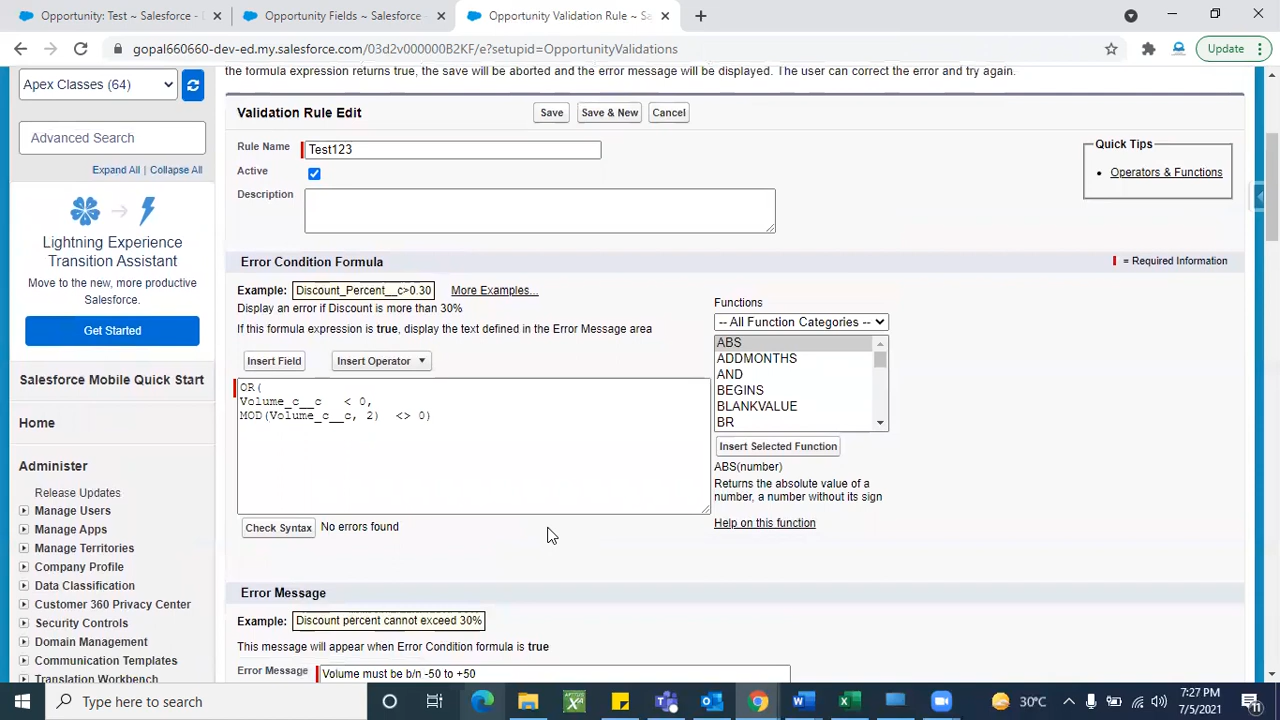 Opportunity: Test ~ Salesforce - D
Opportunity Fields ~ Salesforce
Opportunity Validation Rule ~ Sa
gopal660660-dev-ed.my.salesforce.com/03d2v000000B2KF/e?setupid=OpportunityValidations
Update
Apex Classes (64)
Advanced Search
Expand All | Collapse All
Lightning Experience
Transition Assistant
Move to the new, more productive
Salesforce.
Get Started
Salesforce Mobile Quick Start
Home
Administer
Release Updates
Manage Users
Manage Apps
Manage Territories
Company Profile
Data Classification
Customer 360 Privacy Center
Security Controls
Domain Management
Communication Templates
Translation Workbench
the formula expression returns true, the save will be aborted and the error message will be displayed. The user can correct the error and try again.
Validation Rule Edit
Save
Save & New
Cancel
Rule Name
Test123
Active
Description
Quick Tips
• Operators & Functions
Error Condition Formula
= Required Information
Example: Discount_Percent__c>0.30 More Examples...
Display an error if Discount is more than 30%
If this formula expression is true, display the text defined in the Error Message area
Insert Field
Insert Operator
OR(
Volume_c__c < 0,
MOD(Volume_c__c, 2) <> 0)
Check Syntax No errors found
Functions
-- All Function Categories --
ABS
ADDMONTHS
AND
BEGINS
BLANKVALUE
BR
Insert Selected Function
ABS(number)
Returns the absolute value of a
number, a number without its sign
Help on this function
Error Message
Example: Discount percent cannot exceed 30%
This message will appear when Error Condition formula is true
Error Message
Volume must be b/n -50 to +50
Type here to search
30°C
7:27 PM
7/5/2021
11